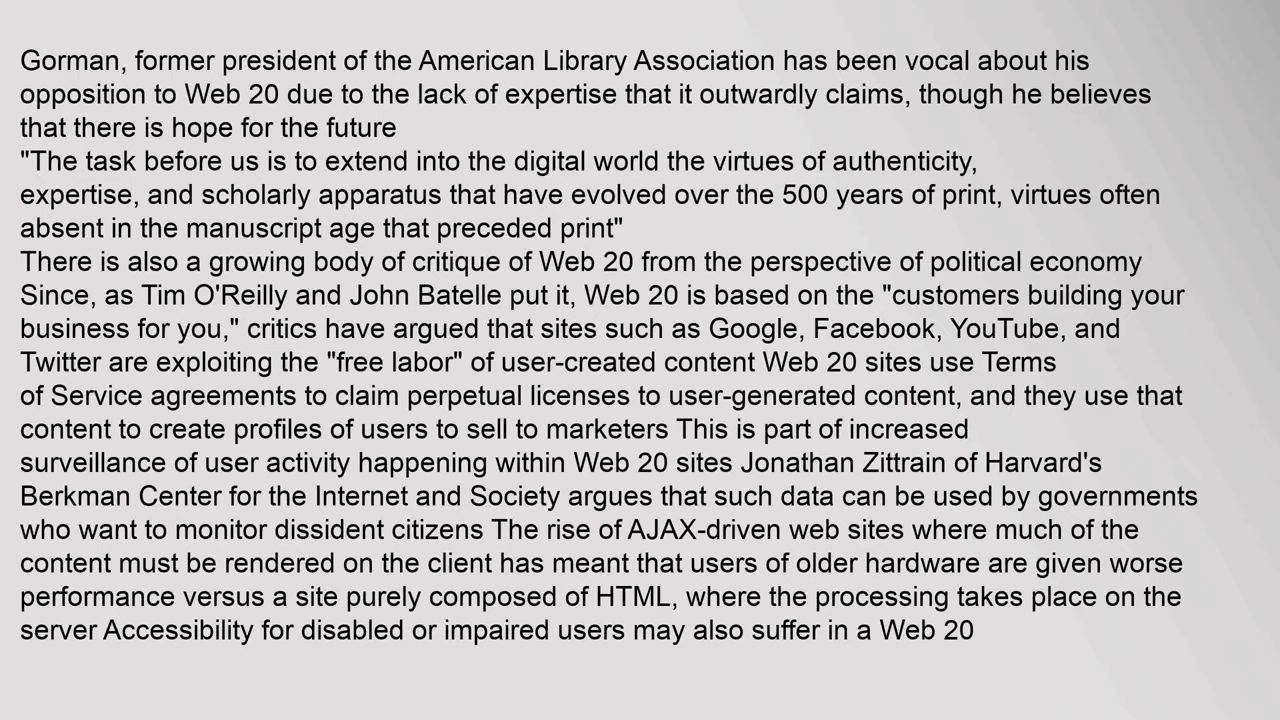 Gorman, former president of the American Library Association has been vocal about his
opposition to Web 20 due to the lack of expertise that it outwardly claims, though he believes
that there is hope for the future
"The task before us is to extend into the digital world the virtues of authenticity,
expertise, and scholarly apparatus that have evolved over the 500 years of print, virtues often
absent in the manuscript age that preceded print"
There is also a growing body of critique of Web 20 from the perspective of political economy
Since, as Tim O'Reilly and John Batelle put it, Web 20 is based on the "customers building your
business for you," critics have argued that sites such as Google, Facebook, YouTube, and
Twitter are exploiting the "free labor" of user-created content Web 20 sites use Terms
of Service agreements to claim perpetual licenses to user-generated content, and they use that
content to create profiles of users to sell to marketers This is part of increased
surveillance of user activity happening within Web 20 sites Jonathan Zittrain of Harvard's
Berkman Center for the Internet and Society argues that such data can be used by governments
who want to monitor dissident citizens The rise of AJAX-driven web sites where much of the
content must be rendered on the client has meant that users of older hardware are given worse
performance versus a site purely composed of HTML, where the processing takes place on the
server Accessibility for disabled or impaired users may also suffer in a Web 20